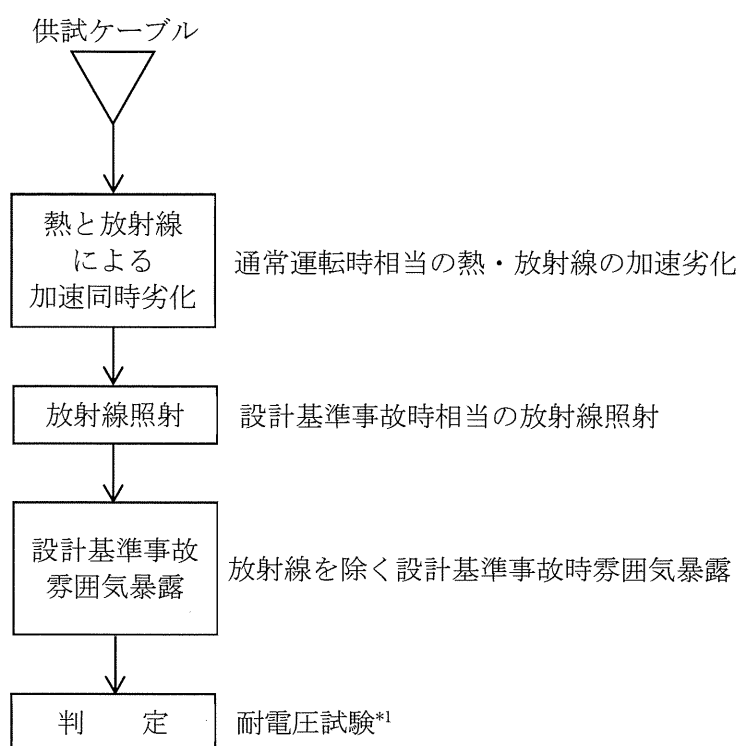 供試ケーブル
熱と放射線
による
加速同時劣化
通常運転時相当の熱・放射線の加速劣化
放射線照射
設計基準事故時相当の放射線照射
設計基準事故
雰囲気暴露
放射線を除く設計基準事故時雰囲気暴露
判　定
耐電圧試験*1